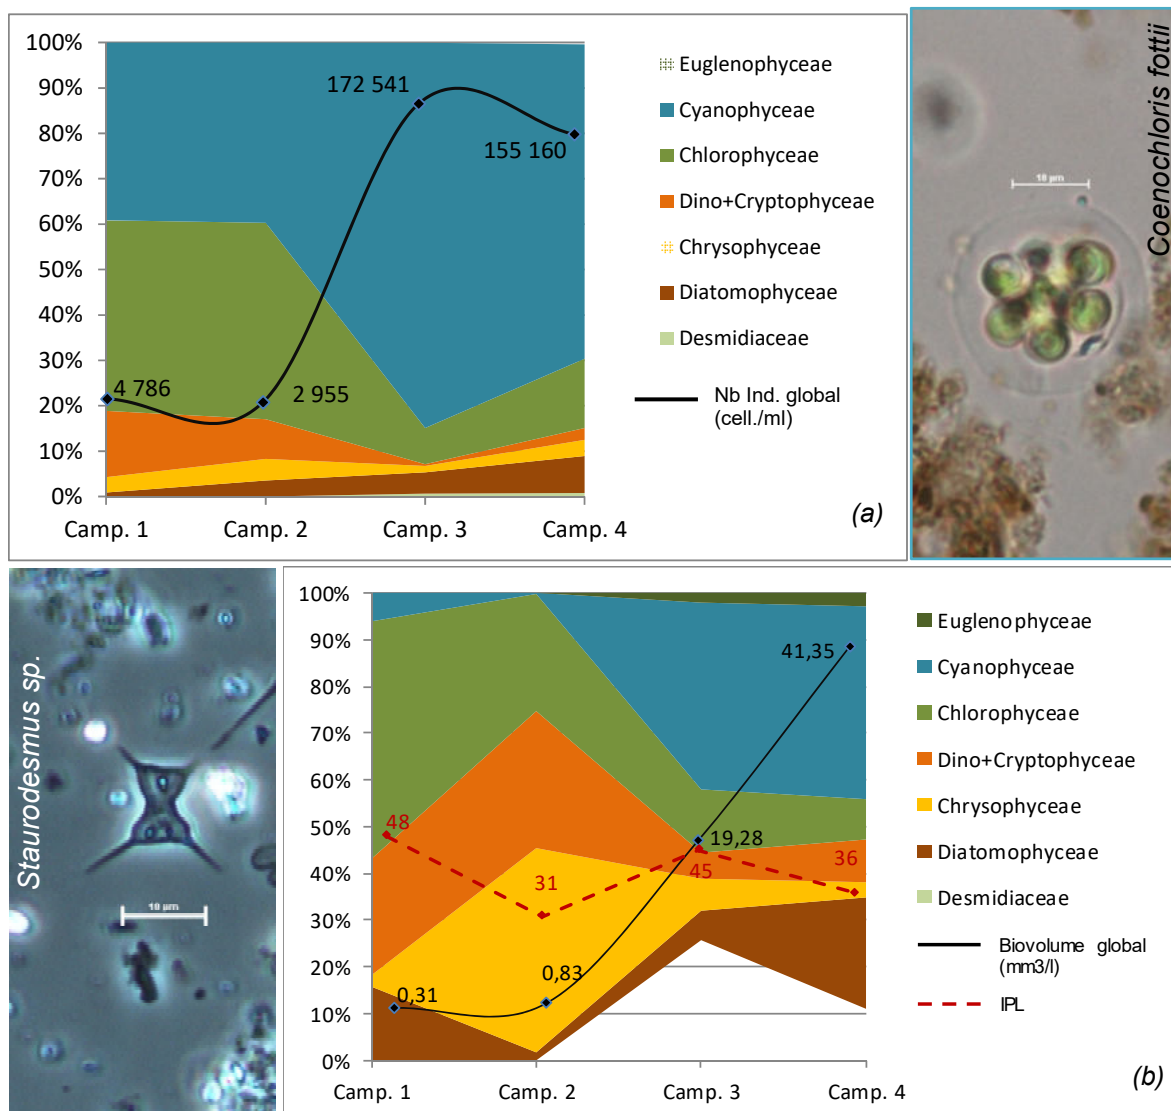 100%
90%
80%
70%
60%
50%
40%
30%
20%
10%
0%
172 541
155 160
4 786
2 955
Camp. 1
Camp. 2
Camp. 3
Camp. 4
Euglenophyceae
Cyanophyceae
Chlorophyceae
Dino+Cryptophyceae
Chrysophyceae
Diatomophyceae
Desmidiaceae
Nb Ind. global
(cell./ml)
(a)
10 µm
Coenochloris fottii
Staurodesmus sp.
10 µm
100%
90%
80%
70%
60%
50%
40%
30%
20%
10%
0%
41,35
48
19,28
31
45
36
0,83
0,31
Camp. 1
Camp. 2
Camp. 3
Camp. 4
Euglenophyceae
Cyanophyceae
Chlorophyceae
Dino+Cryptophyceae
Chrysophyceae
Diatomophyceae
Desmidiaceae
Biovolume global
(mm3/l)
IPL
(b)